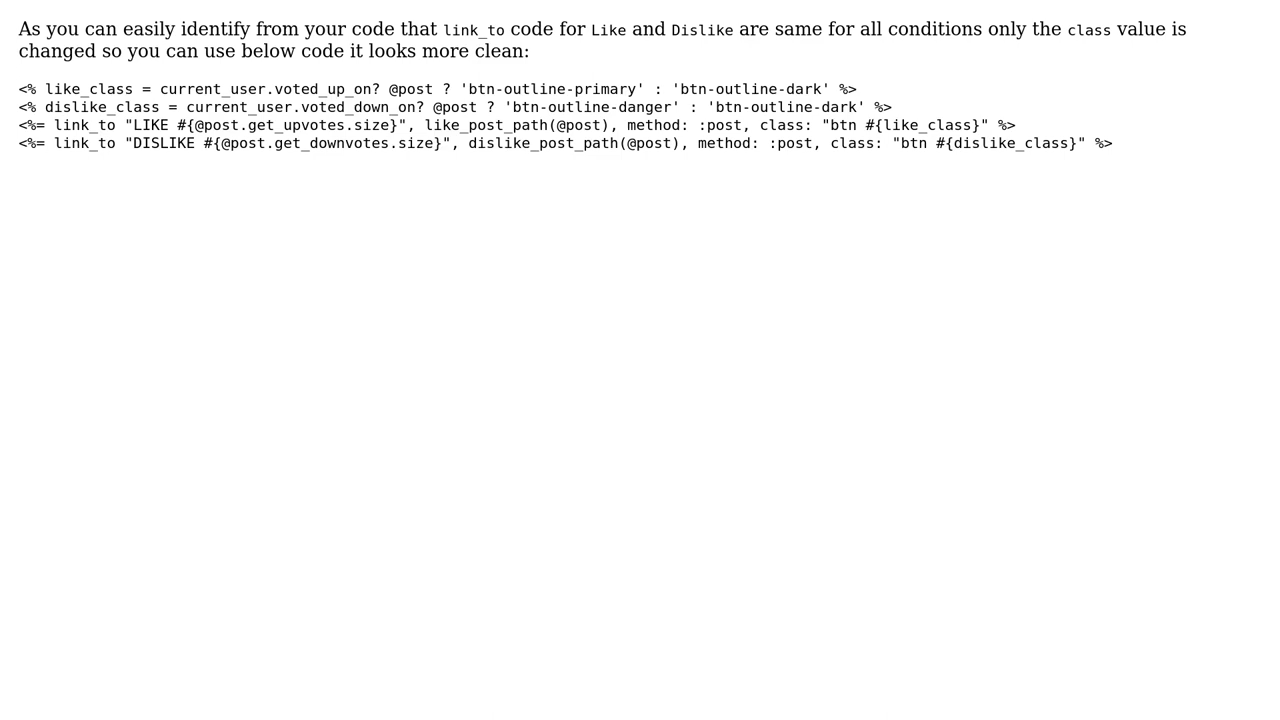 As you can easily identify from your code that link_to code for Like and Dislike are same for all conditions only the class value is
changed so you can use below code it looks more clean:
<% like_class = current_user.voted_up_on? @post ? 'btn-outline-primary' : 'btn-outline-dark' %>
<% dislike_class = current_user.voted_down_on? @post ? 'btn-outline-danger' : 'btn-outline-dark' %>
<%= link_to "LIKE #{@post.get_upvotes.size}", like_post_path(@post), method: :post, class: "btn #{like_class}" %>
<%= link_to "DISLIKE #{@post.get_downvotes.size}", dislike_post_path(@post), method: :post, class: "btn #{dislike_class}" %>